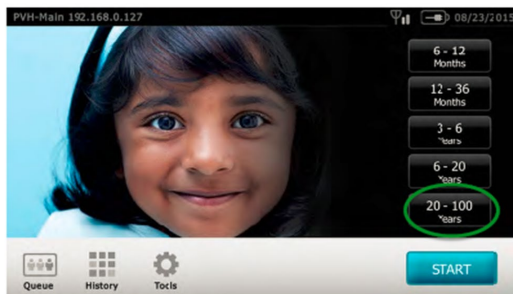 PVH-Main 192.168.0.127
08/23/2015
6 - 12
Months
12 - 36
Months
3 - 6
Years
6 - 20
Years
20 - 100
Years
Queue
History
Tools
START